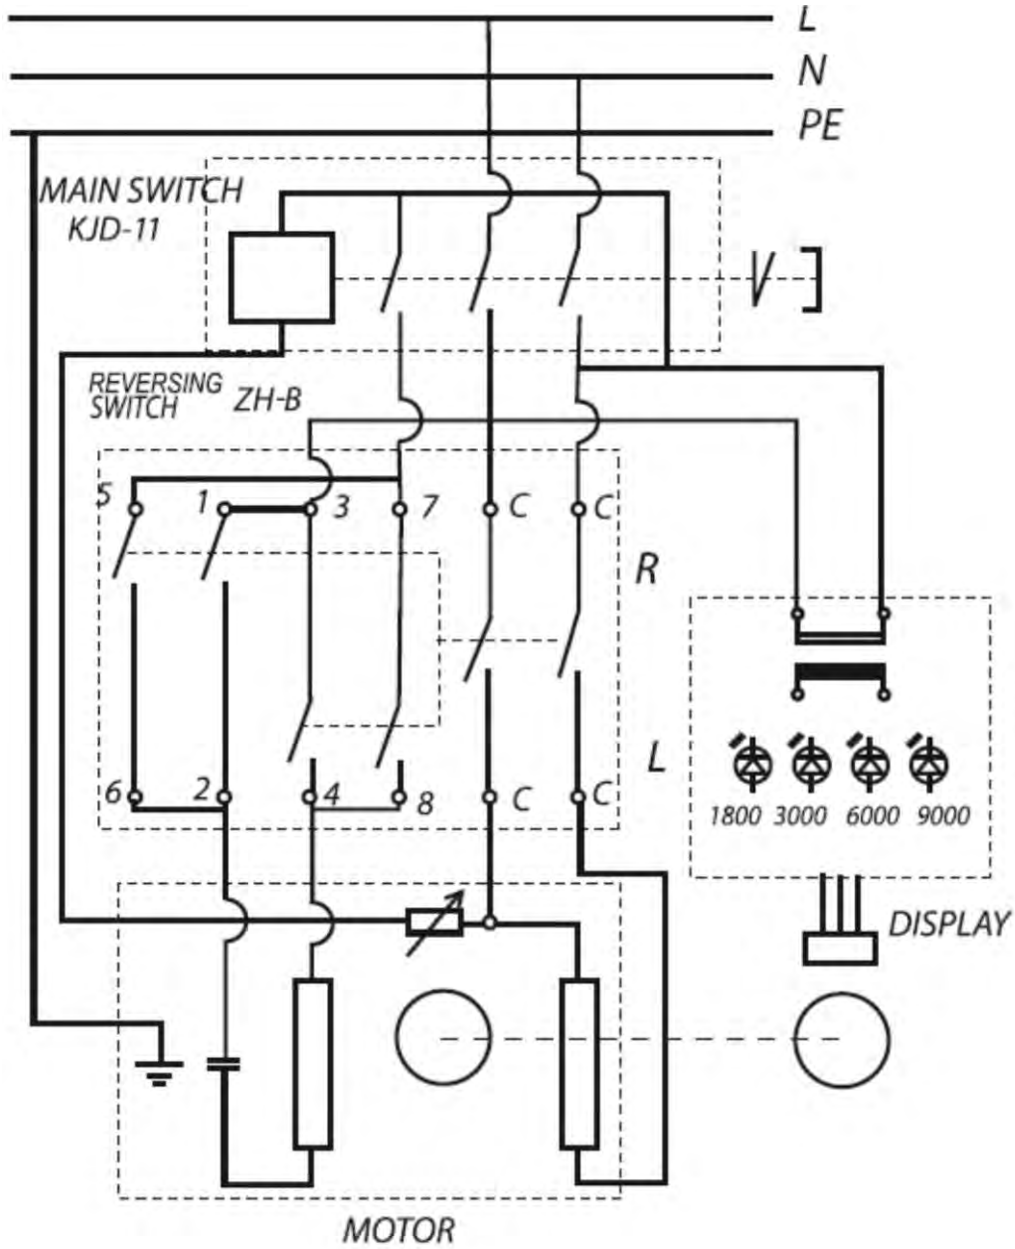 L
N
PE
MAIN SWITCH
KJD-11
REVERSING
SWITCH
ZH-B
5 1 3 7 C C
R
L
6 2 4 8 C C
1800 3000 6000 9000
DISPLAY
MOTOR